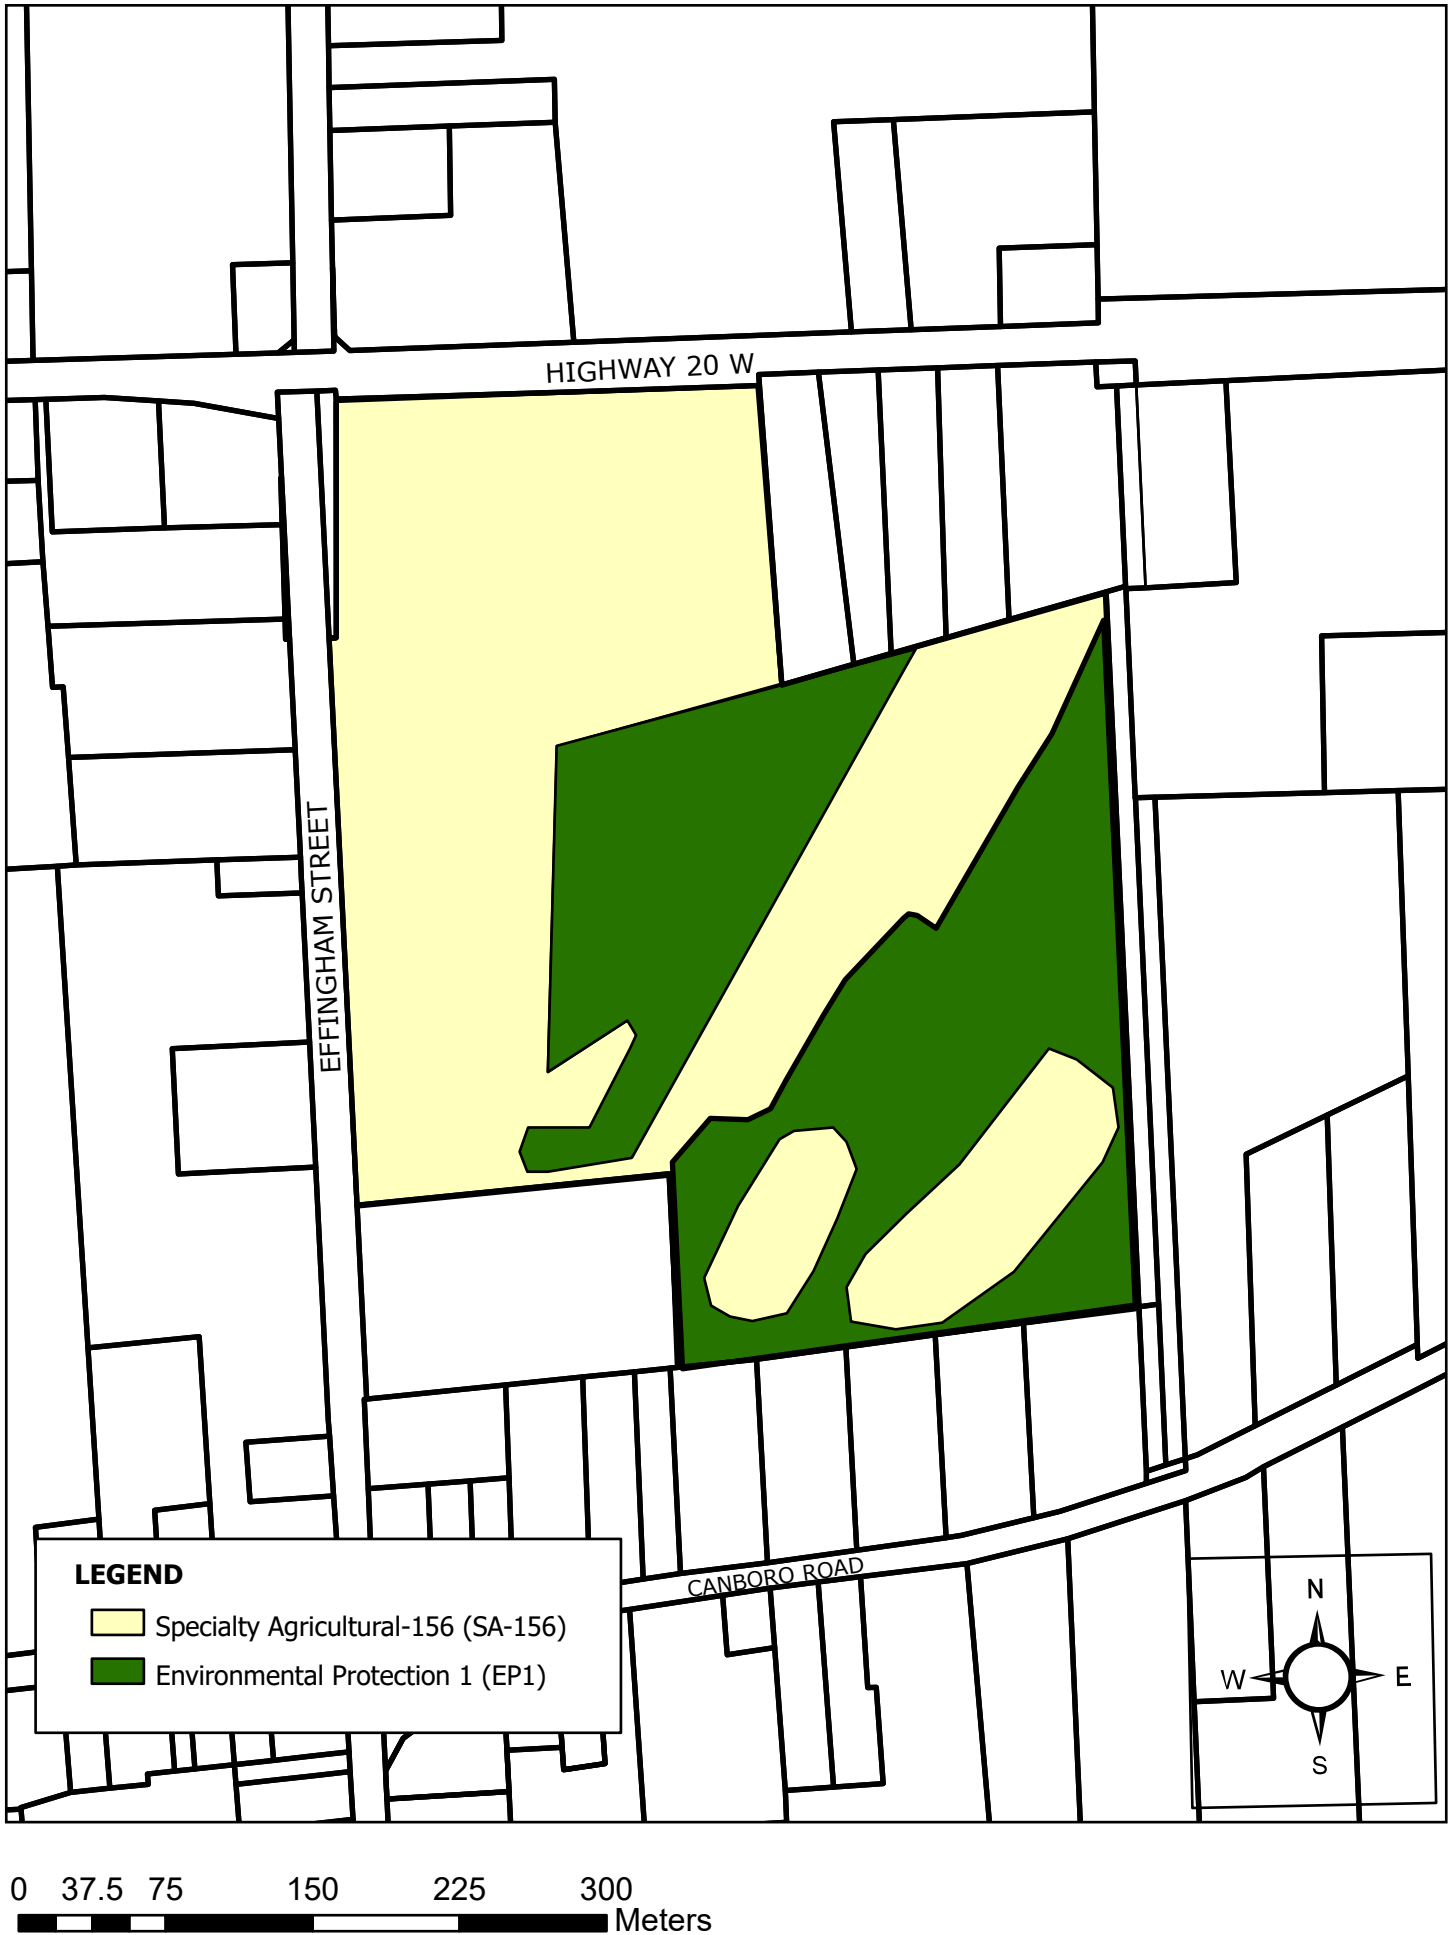 HIGHWAY 20 W
EFFINGHAM STREET
CANBORO ROAD
LEGEND
Specialty Agricultural-156 (SA-156)
Environmental Protection 1 (EP1)
N
W E
S
0 37.5 75 150 225 300
Meters